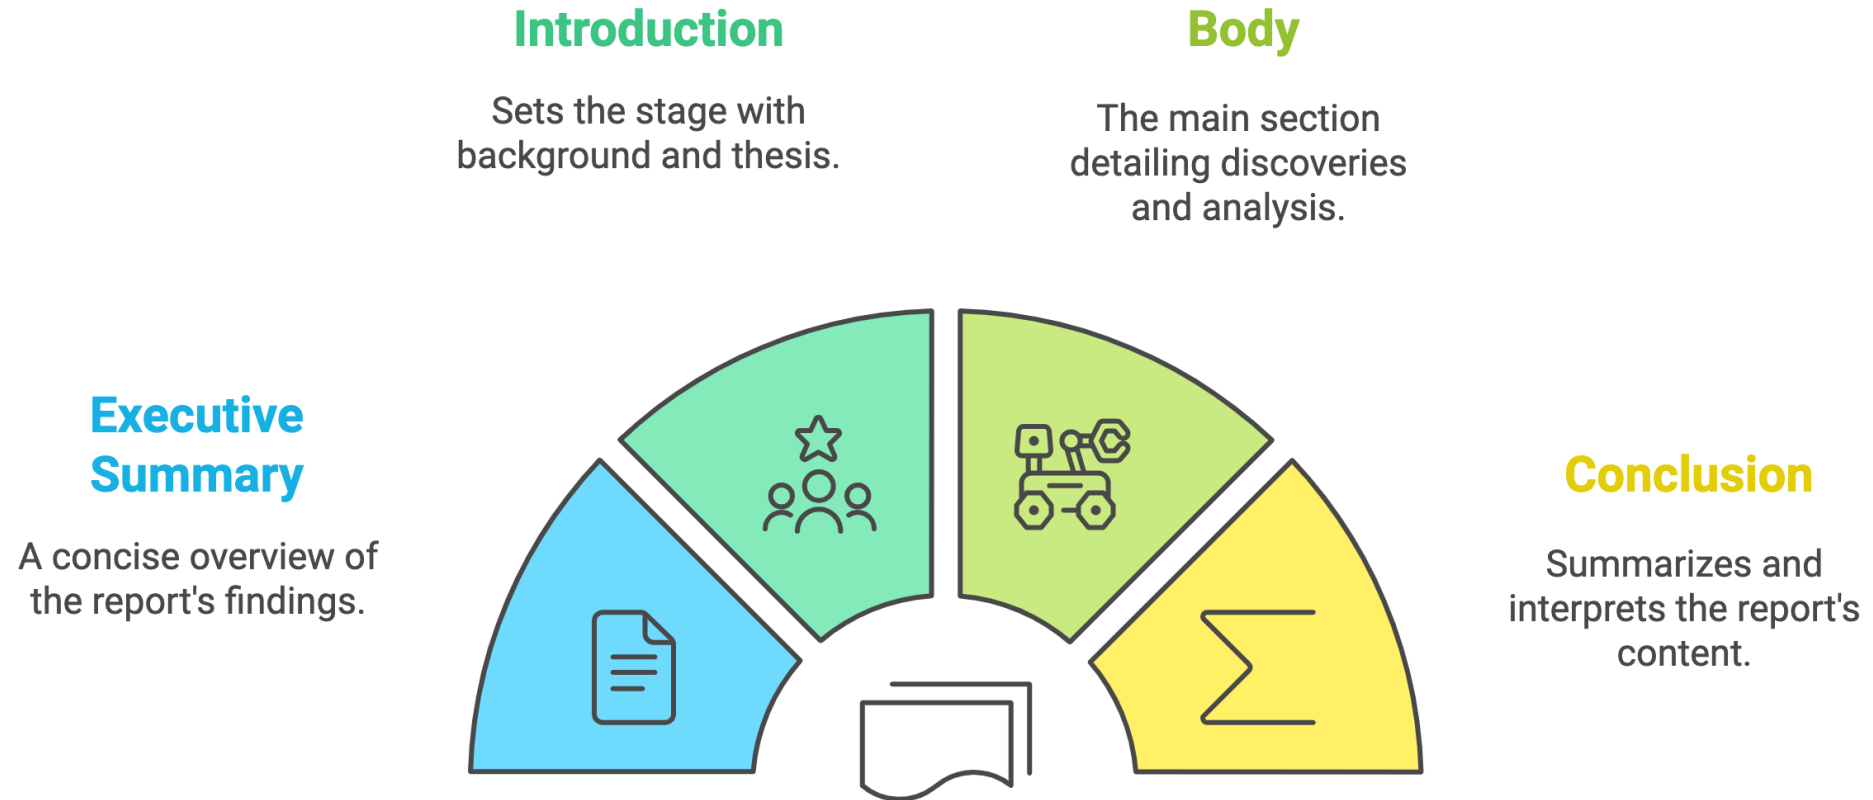 Introduction
Sets the stage with
background and thesis.
Body
The main section
detailing discoveries
and analysis.
Executive
Summary
A concise overview of
the report's findings.
Conclusion
Summarizes and
interprets the report's
content.